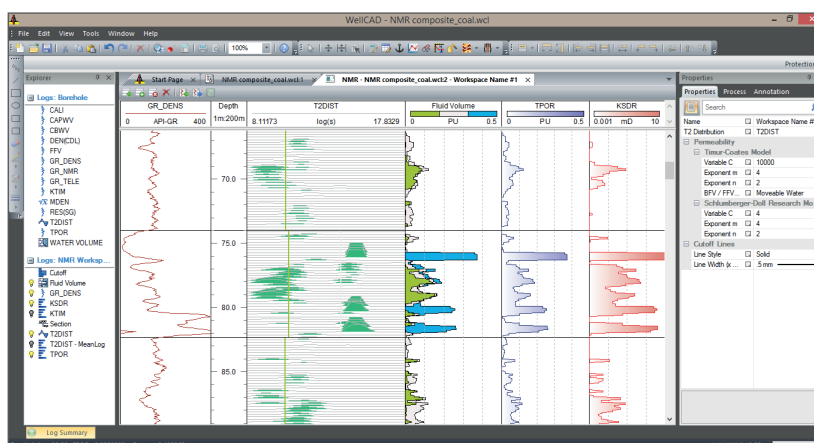 WellCAD - NMR composite_coal.wcl
File Edit View Tools Window Help
100%
Protection
Explorer
Start Page
NMR composite_coal.wcl:1
NMR - NMR composite_coal.wcl:2 - Workspace Name #1
Properties
Logs: Borehole
CALI
CAPWV
CBWV
DEN(CDL)
FFV
GR_DENS
GR_NMR
GR_TELE
KTIM
MDEN
RES(SG)
T2DIST
TPOR
WATER VOLUME
Logs: NMR Worksp...
Cutoff
Fluid Volume
GR_DENS
KSDR
KTIM
Section
T2DIST
T2DIST - MeanLog
TPOR
GR_DENS Depth T2DIST Fluid Volume TPOR KSDR
0 API-GR 400 1m:200m 8.11173 log(s) 17.8329 0 PU 0.5 0 PU 0.5 0.001 mD 10
70.0
75.0
80.0
85.0
Properties Process Annotation
Search
Name Workspace Name #
T2 Distribution T2DIST
Permeability
Timur-Coates Model
Variable C 10000
Exponent m 4
Exponent n 2
BFV / FFV... Moveable Water
Schlumberger-Doll Research Mo
Variable C 4
Exponent m 4
Exponent n 2
Cutoff Lines
Line Style Solid
Line Width (x ... .5 mm
Log Summary